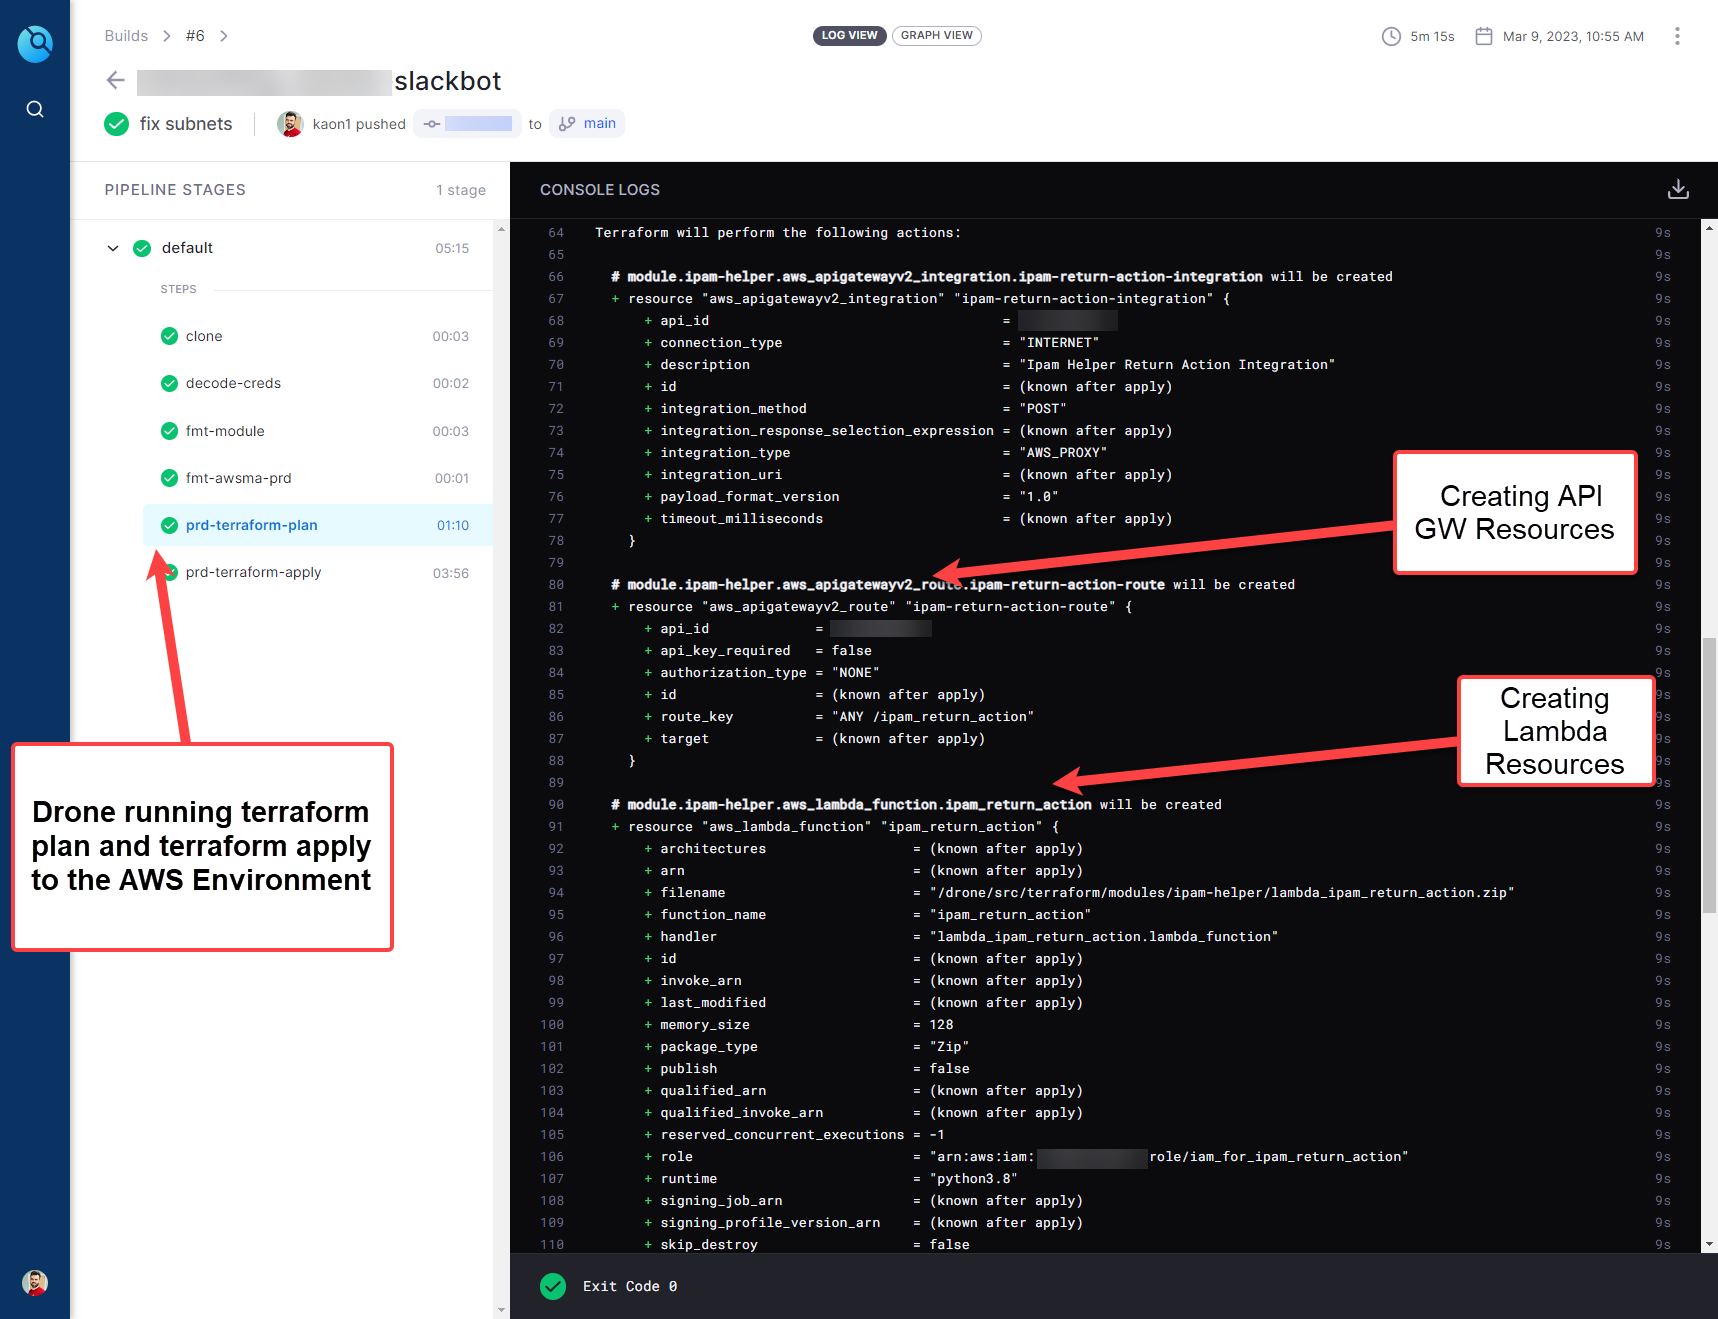 Builds > #6 >
LOG VIEW GRAPH VIEW
5m 15s Mar 9, 2023, 10:55 AM
slackbot
fix subnets kaon1 pushed to main
PIPELINE STAGES 1 stage
default 05:15
STEPS
clone 00:03
decode-creds 00:02
fmt-module 00:03
fmt-awsma-prd 00:01
prd-terraform-plan 01:10
prd-terraform-apply 03:56
Drone running terraform
plan and terraform apply
to the AWS Environment
CONSOLE LOGS
64 Terraform will perform the following actions: 9s
65 9s
66 # module.ipam-helper.aws_apigatewayv2_integration.ipam-return-action-integration will be created 9s
67 + resource "aws_apigatewayv2_integration" "ipam-return-action-integration" { 9s
68 + api_id = 9s
69 + connection_type = "INTERNET" 9s
70 + description = "Ipam Helper Return Action Integration" 9s
71 + id = (known after apply) 9s
72 + integration_method = "POST" 9s
73 + integration_response_selection_expression = (known after apply) 9s
74 + integration_type = "AWS_PROXY" 9s
75 + integration_uri = (known after apply) 9s
76 + payload_format_version = "1.0" 9s
77 + timeout_milliseconds = (known after apply) 9s
78 } 9s
79 9s
80 # module.ipam-helper.aws_apigatewayv2_route.ipam-return-action-route will be created 9s
81 + resource "aws_apigatewayv2_route" "ipam-return-action-route" { 9s
82 + api_id = 9s
83 + api_key_required = false 9s
84 + authorization_type = "NONE" 9s
85 + id = (known after apply) 9s
86 + route_key = "ANY /ipam_return_action" 9s
87 + target = (known after apply) 9s
88 } 9s
89 9s
90 # module.ipam-helper.aws_lambda_function.ipam_return_action will be created 9s
91 + resource "aws_lambda_function" "ipam_return_action" { 9s
92 + architectures = (known after apply) 9s
93 + arn = (known after apply) 9s
94 + filename = "/drone/src/terraform/modules/ipam-helper/lambda_ipam_return_action.zip" 9s
95 + function_name = "ipam_return_action" 9s
96 + handler = "lambda_ipam_return_action.lambda_function" 9s
97 + id = (known after apply) 9s
98 + invoke_arn = (known after apply) 9s
99 + last_modified = (known after apply) 9s
100 + memory_size = 128 9s
101 + package_type = "Zip" 9s
102 + publish = false 9s
103 + qualified_arn = (known after apply) 9s
104 + qualified_invoke_arn = (known after apply) 9s
105 + reserved_concurrent_executions = -1 9s
106 + role = "arn:aws:iam: role/iam_for_ipam_return_action" 9s
107 + runtime = "python3.8" 9s
108 + signing_job_arn = (known after apply) 9s
109 + signing_profile_version_arn = (known after apply) 9s
110 + skip_destroy = false 9s
Creating API
GW Resources
Creating
Lambda
Resources
Exit Code 0